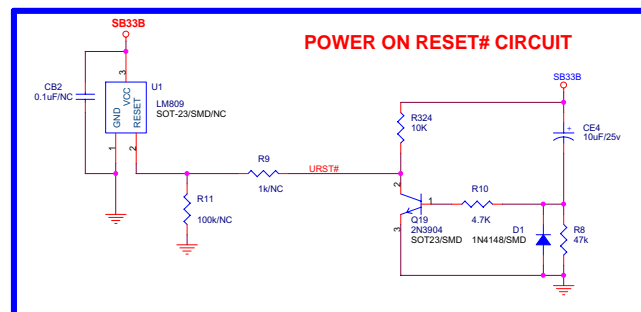 SB33B
POWER ON RESET# CIRCUIT
SB33B
3
U1
CB2
0.1uF/NC
VCC
GND
RESET
LM809
SOT-23/SMD/NC
R324
10K
CE4
+
10uF/25v
1
2
R9
URST#
1k/NC
2
R11
100k/NC
1
R10
4.7K
Q19
2N3904
SOT23/SMD
3
D1
1N4148/SMD
R8
47k